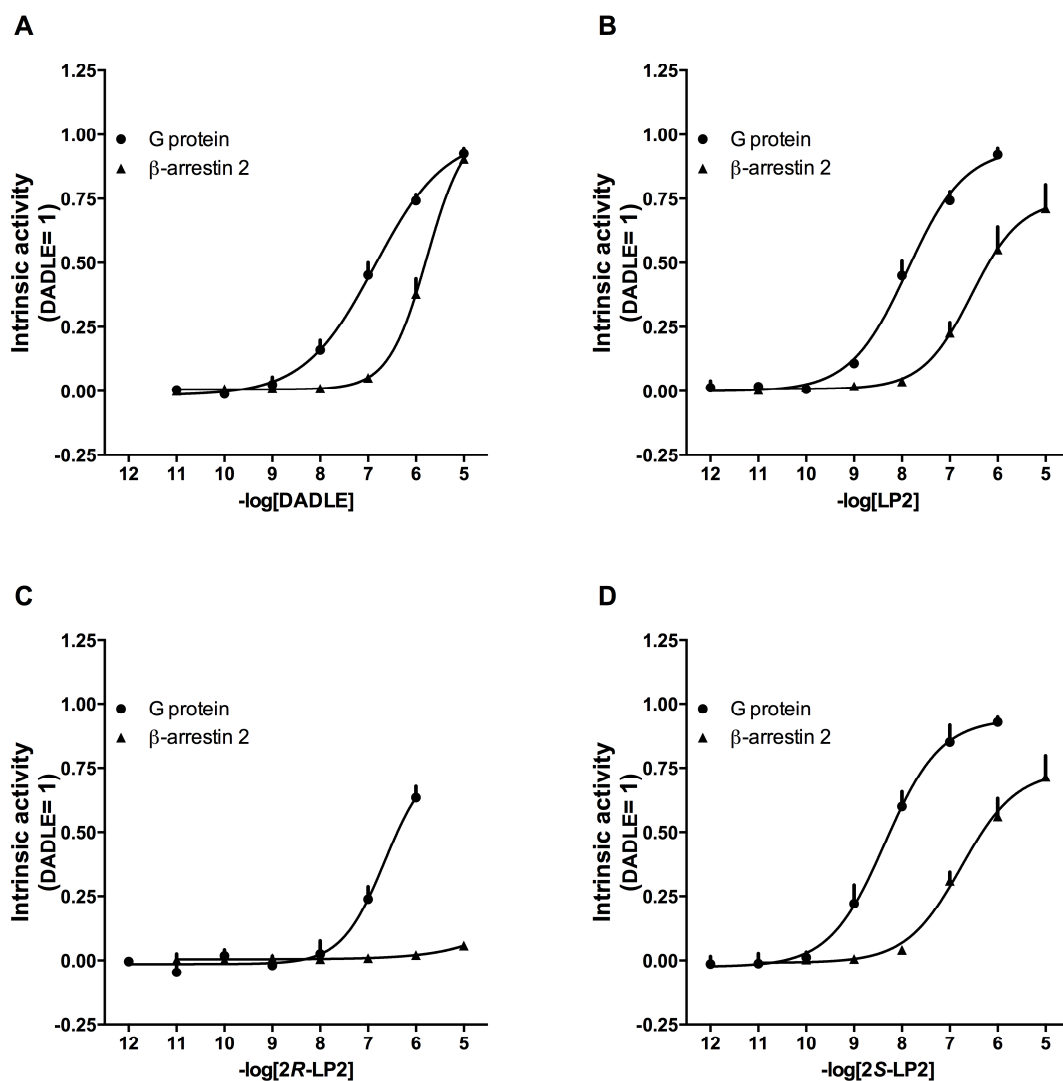 A
1.25
1.00
0.75
0.50
0.25
0.00
-0.25
Intrinsic activity
(DADLE= 1)
G protein
β-arrestin 2
12 11 10 9 8 7 6 5
-log[DADLE]
B
1.25
1.00
0.75
0.50
0.25
0.00
-0.25
Intrinsic activity
(DADLE= 1)
G protein
β-arrestin 2
12 11 10 9 8 7 6 5
-log[LP2]
C
1.25
1.00
0.75
0.50
0.25
0.00
-0.25
Intrinsic activity
(DADLE= 1)
G protein
β-arrestin 2
12 11 10 9 8 7 6 5
-log[2R-LP2]
D
1.25
1.00
0.75
0.50
0.25
0.00
-0.25
Intrinsic activity
(DADLE= 1)
G protein
β-arrestin 2
12 11 10 9 8 7 6 5
-log[2S-LP2]